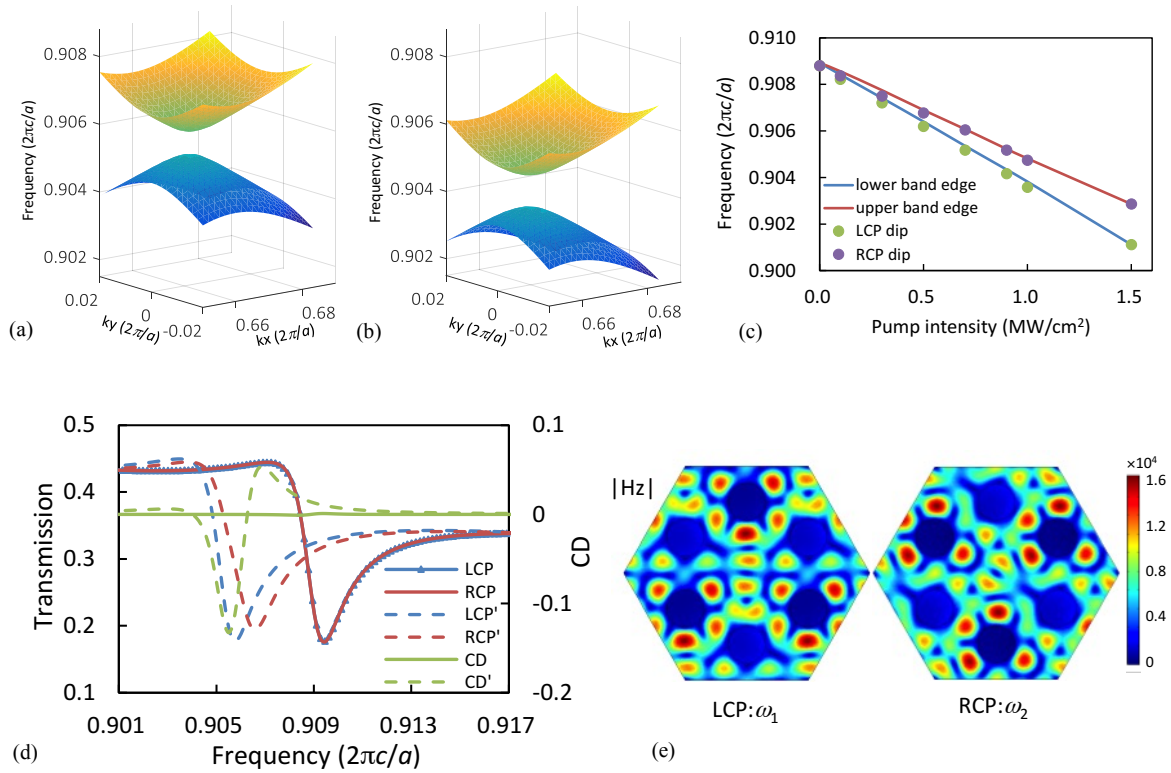 0.908
0.906
0.904
0.902
Frequency (2πc/a)
0.02
0
-0.02
ky (2π/a)
0.66
0.68
kx (2π/a)
(a)
0.908
0.906
0.904
0.902
Frequency (2πc/a)
0.02
0
-0.02
ky (2π/a)
0.66
0.68
kx (2π/a)
(b)
0.910
0.908
0.906
0.904
0.902
0.900
Frequency (2πc/a)
lower band edge
upper band edge
LCP dip
RCP dip
0.0 0.5 1.0 1.5
Pump intensity (MW/cm²)
(c)
0.5
0.4
0.3
0.2
0.1
Transmission
0.1
0
-0.1
-0.2
CD
LCP
RCP
LCP'
RCP'
CD
CD'
0.901 0.905 0.909 0.913 0.917
Frequency (2πc/a)
(d)
|Hz|
×10⁴
1.6
1.2
0.8
0.4
0
LCP:ω₁
RCP:ω₂
(e)